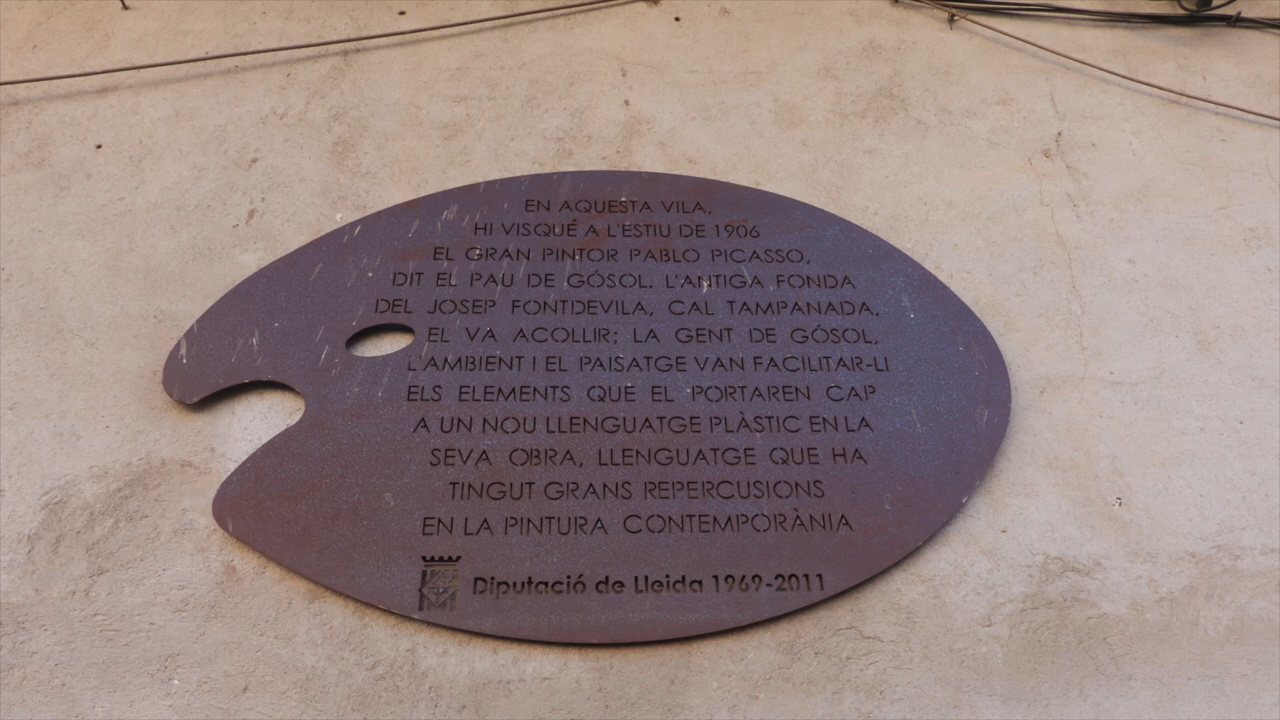 EN AQUESTA VILA,
HI VISQUÉ A L'ESTIU DE 1906
EL GRAN PINTOR PABLO PICASSO,
DIT EL PAU DE GÓSOL. L'ANTIGA FONDA
DEL JOSEP FONTDEVILA, CAL TAMPANADA,
EL VA ACOLLIR; LA GENT DE GÓSOL,
L'AMBIENT I EL PAISATGE VAN FACILITAR-LI
ELS ELEMENTS QUE EL PORTAREN CAP
A UN NOU LLENGUATGE PLÀSTIC EN LA
SEVA OBRA, LLENGUATGE QUE HA
TINGUT GRANS REPERCUSIONS
EN LA PINTURA CONTEMPORÀNIA
Diputació de Lleida 1969-2011